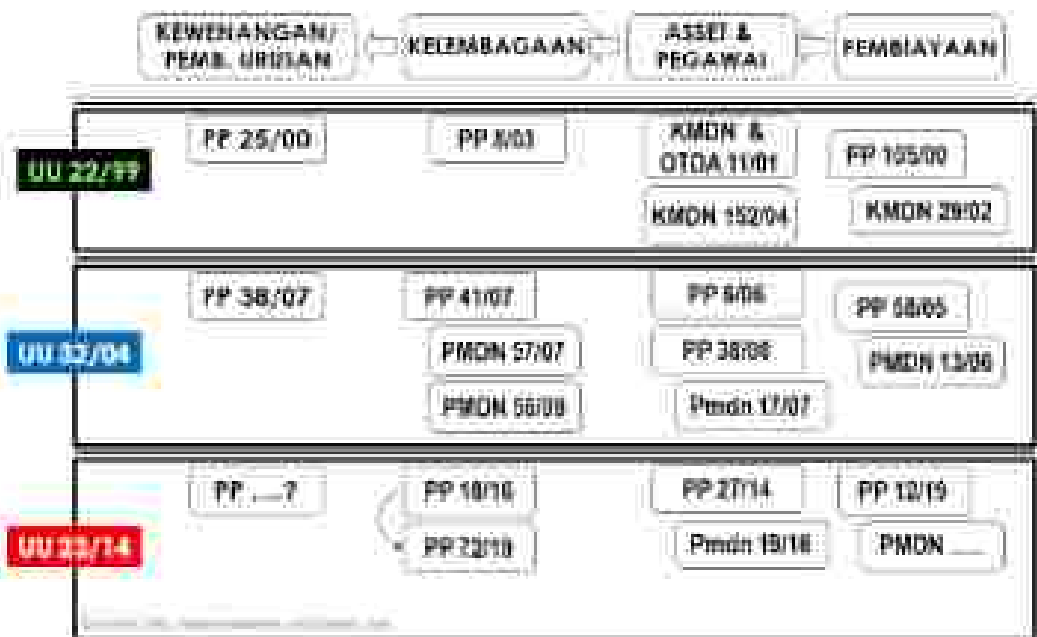 KEWENANGAN/
PEMB. URUSAN
KELEMBAGAAN
ASSET &
PEGAWAI
PEMBIAYAAN
UU 22/99
PP 25/00
PP 8/03
KMDN &
OTDA 11/01
KMDN 152/04
PP 105/00
KMDN 29/02
UU 32/04
PP 38/07
PP 41/07
PMDN 57/07
PMDN 56/09
PP 6/06
PP 38/08
Pmdn 17/07
PP 58/05
PMDN 13/06
UU 23/14
PP ....?
PP 18/16
PP 72/19
PP 27/14
Pmdn 19/16
PP 12/19
PMDN ......